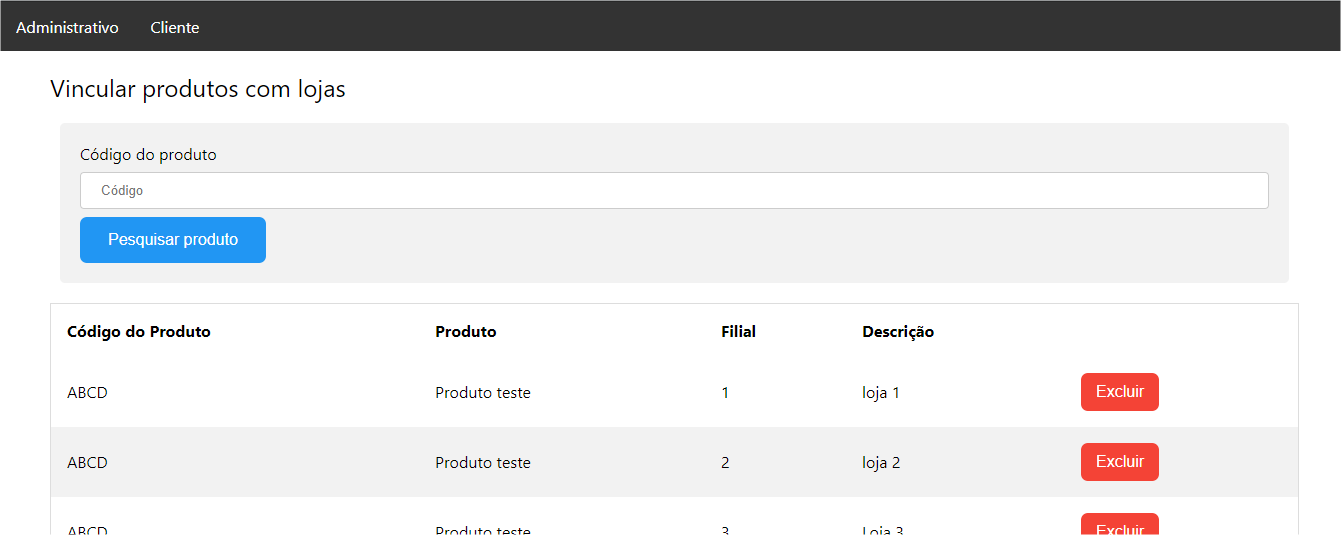 Administrativo Cliente
Vincular produtos com lojas
Código do produto
Código
Pesquisar produto
Código do Produto Produto Filial Descrição
ABCD Produto teste 1 loja 1 Excluir
ABCD Produto teste 2 loja 2 Excluir
ABCD Produto teste 3 Loja 3 Excluir